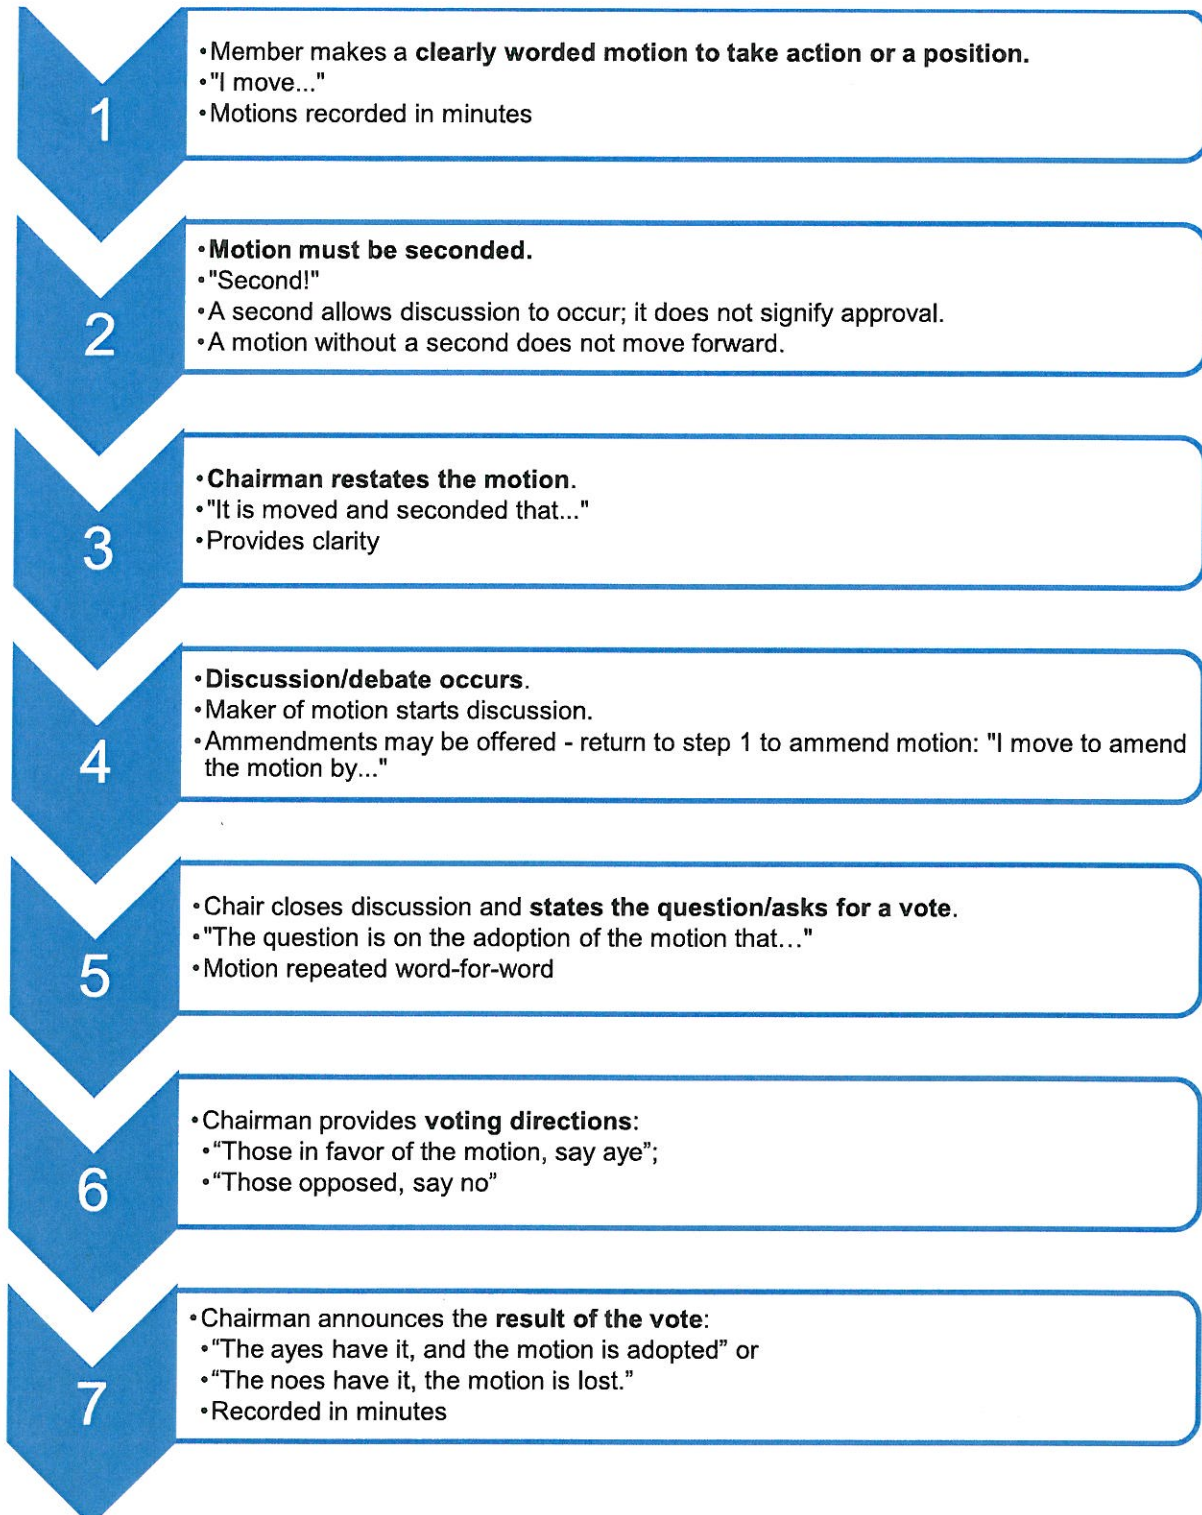 1
•Member makes a clearly worded motion to take action or a position.
•"I move..."
•Motions recorded in minutes
2
•Motion must be seconded.
•"Second!"
•A second allows discussion to occur; it does not signify approval.
•A motion without a second does not move forward.
3
•Chairman restates the motion.
•"It is moved and seconded that..."
•Provides clarity
4
•Discussion/debate occurs.
•Maker of motion starts discussion.
•Ammendments may be offered - return to step 1 to ammend motion: "I move to amend
the motion by..."
5
•Chair closes discussion and states the question/asks for a vote.
•"The question is on the adoption of the motion that..."
•Motion repeated word-for-word
6
•Chairman provides voting directions:
•“Those in favor of the motion, say aye”;
•“Those opposed, say no”
7
•Chairman announces the result of the vote:
•“The ayes have it, and the motion is adopted” or
•“The noes have it, the motion is lost.”
•Recorded in minutes